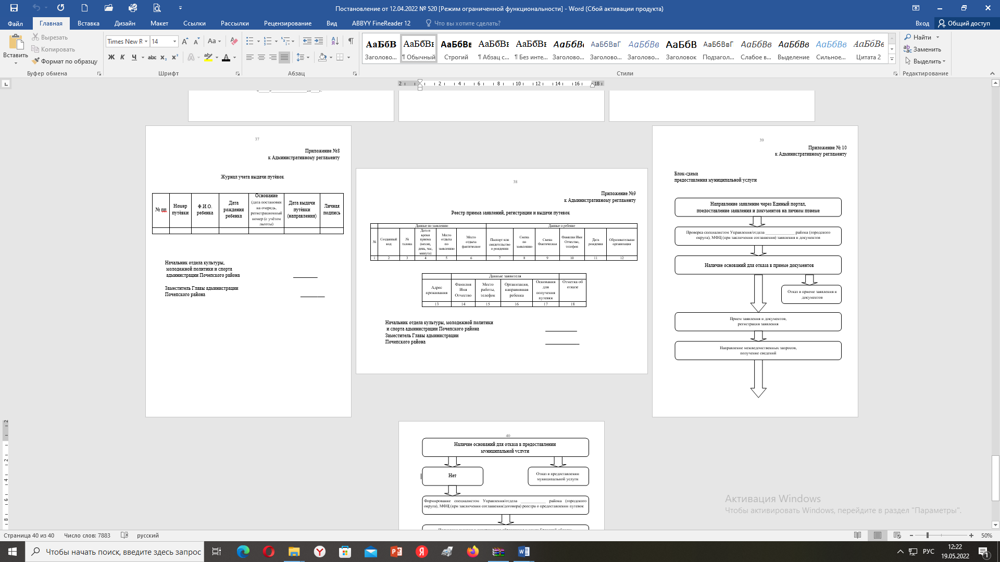 Постановление от 12.04.2022 № 520 [Режим ограниченной функциональности] - Word (Сбой активации продукта)
Файл
Главная
Вставка
Дизайн
Макет
Ссылки
Рассылки
Рецензирование
Вид
ABBYY FineReader 12
Что вы хотите сделать?
Вход
Общий доступ
Вставить
Вырезать
Копировать
Формат по образцу
Буфер обмена
Times New R
14
Ж К Ч abc x₂ x²
Шрифт
Абзац
АаБбВ
АаБбВı
АаБбВв
АаБбВı
АаБбВı
АаБбВı
АаБбВвГ
АаБбВв
АаБбВ
АаБбВвГ
АаБбВв
АаБбВв
АаБбВв
АаБбВв
Заголово...
¶ Обычный
Строгий
¶ Абзац с...
¶ Без инте...
Заголово...
Заголово...
Заголово...
Заголовок
Подзагол...
Слабое в...
Выделение
Сильное...
Цитата 2
Стили
Найти
Заменить
Выделить
Редактирование
2 2 4 6 8 10 12 14 16 18
37
Приложение №8
к Административному регламенту
Журнал учета выдачи путёвок
№ пп
Номер
путёвки
Ф.И.О.
ребенка
Дата
рождения
ребенка
Основание
(дата постановки
на очередь,
регистрационный
номер (с учётом
льготы)
Дата выдачи
путёвки
(направления)
Личная
подпись
Начальник отдела культуры,
молодежной политики и спорта
администрации Почепского района
Заместитель Главы администрации
Почепского района
38
Приложение №9
к Административному регламенту
Реестр приема заявлений, регистрации и выдачи путевок
Данные по заявлению
Данные о ребенке
№
Созданный
код
№
талона
Дата и
время
приема
(месяц,
день, час,
минута)
Место
отдыха
по
заявлению
Место
отдыха
фактическое
Паспорт или
свидетельство
о рождении
Смена
по
заявлению
Смена
Фактическая
Фамилия Имя
Отчество,
телефон
Дата
рождения
Образовательная
организация
1 2 3 4 5 6 7 8 9 10 11 12
Данные заявителя
Адрес
проживания
Фамилия
Имя
Отчество
Место
работы,
телефон
Организация,
направившая
ребенка
Основания
для
получения
путевки
Отметка об
отказе
13 14 15 16 17 18
Начальник отдела культуры, молодежной политики
и спорта администрации Почепского района
Заместитель Главы администрации
Почепского района
39
Приложение № 10
к Административному регламенту
Блок-схема
предоставления муниципальной услуги
Направление заявление через Единый портал,
предоставление заявления и документов на личном приеме
Проверка специалистом Управления/отдела ______________ района (городского
округа), МФЦ (при заключении соглашения) заявления и документов
Наличие оснований для отказа в приеме документов
Отказ в приеме заявления и
документов
Прием заявления и документов,
регистрация заявления
Направление межведомственных запросов,
получение сведений
40
Наличие оснований для отказа в предоставлении
муниципальной услуги
Нет
Отказ в предоставлении
муниципальной услуги
Формирование специалистом Управления/отдела ____________ района (городского
округа), МФЦ (при заключении соглашения/договора) реестра о предоставлении путевок
Активация Windows
Чтобы активировать Windows, перейдите в раздел "Параметры".
Страница 40 из 40
Число слов: 7883
русский
50%
Чтобы начать поиск, введите здесь запрос
РУС
12:22
19.05.2022
1